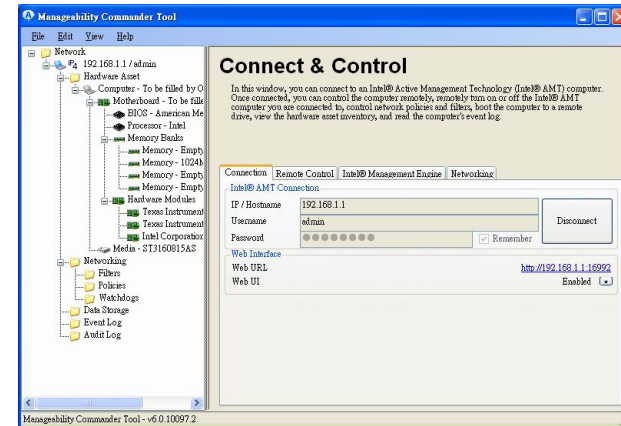 Manageability Commander Tool
File Edit View Help
Network
192.168.1.1 / admin
Hardware Asset
Computer - To be filled by O
Motherboard - To be fille
BIOS - American Me
Processor - Intel
Memory Banks
Memory - Empty
Memory - 1024M
Memory - Empty
Memory - Empty
Hardware Modules
Texas Instrument
Texas Instrument
Intel Corporation
Media - ST3160815AS
Networking
Filters
Policies
Watchdogs
Data Storage
Event Log
Audit Log
Connect & Control
In this window, you can connect to an Intel® Active Management Technology (Intel® AMT) computer.
Once connected, you can control the computer remotely, remotely turn on or off the Intel® AMT
computer you are connected to, control network policies and filters, boot the computer to a remote
drive, view the hardware asset inventory, and read the computer's event log.
Connection Remote Control Intel® Management Engine Networking
Intel® AMT Connection
IP / Hostname 192.168.1.1
Username admin
Disconnect
Password Remember
Web Interface
Web URL http://192.168.1.1:16992
Web UI Enabled
Manageability Commander Tool - v6.0.10097.2